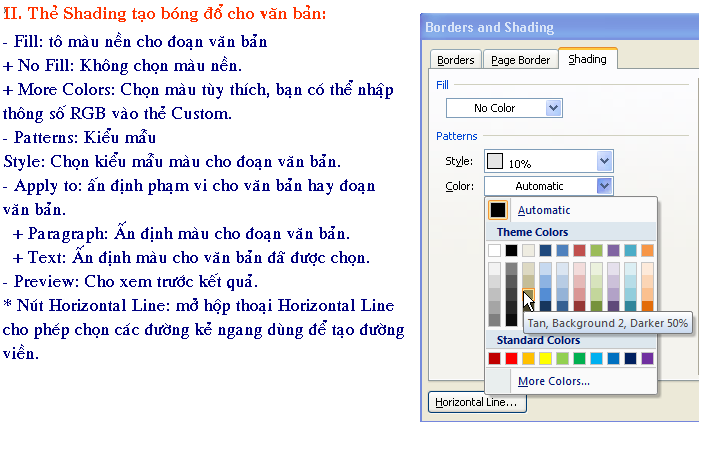 II. Thẻ Shading tạo bóng đổ cho văn bản:
- Fill: tô màu nền cho đoạn văn bản
+ No Fill: Không chọn màu nền.
+ More Colors: Chọn màu tùy thích, bạn có thể nhập
thông số RGB vào thẻ Custom.
- Patterns: Kiểu mẫu
Style: Chọn kiểu mẫu màu cho đoạn văn bản.
- Apply to: ấn định phạm vi cho văn bản hay đoạn
văn bản.
+ Paragraph: Ấn định màu cho đoạn văn bản.
+ Text: Ấn định màu cho văn bản đã được chọn.
- Preview: Cho xem trước kết quả.
* Nút Horizontal Line: mở hộp thoại Horizontal Line
cho phép chọn các đường kẻ ngang dùng để tạo đường
viền.
Borders and Shading
Borders Page Border Shading
Fill
No Color
Patterns
Style: 10%
Color: Automatic
Automatic
Theme Colors
Tan, Background 2, Darker 50%
Standard Colors
More Colors...
Horizontal Line...